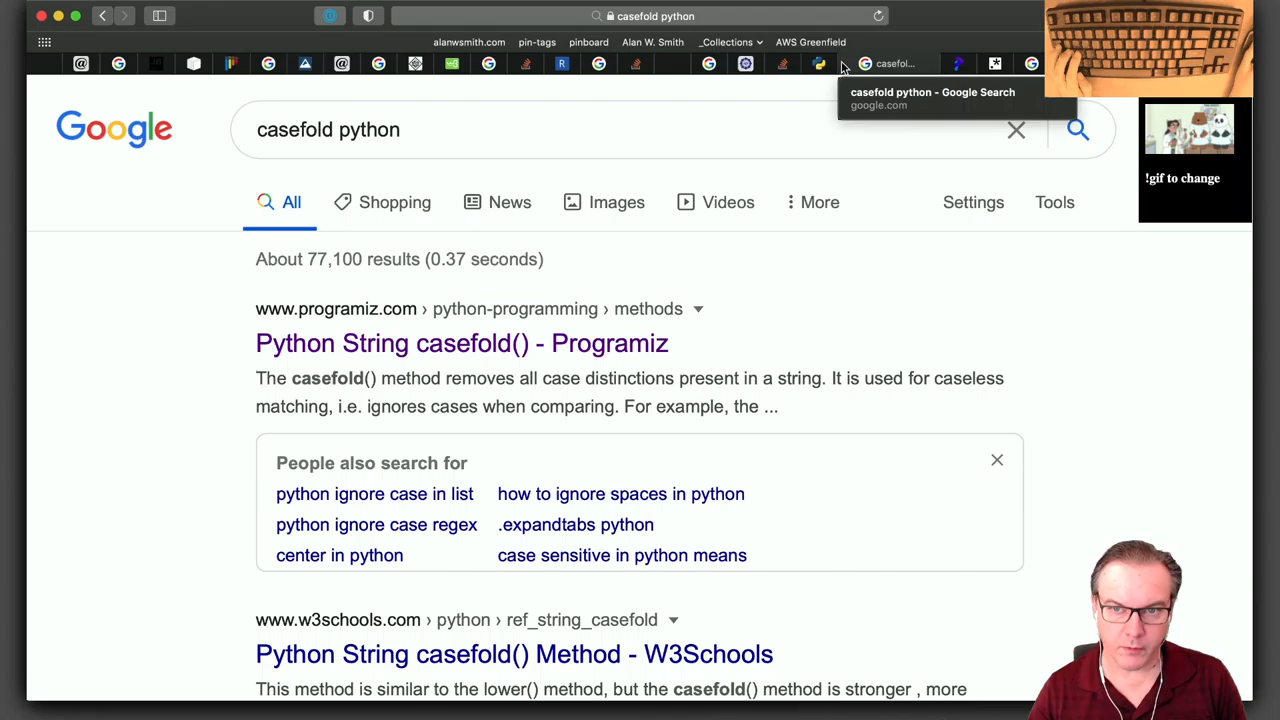 casefold python
alanwsmith.com pin-tags pinboard Alan W. Smith _Collections AWS Greenfield
casefol...
casefold python - Google Search
google.com
Google
casefold python
!gif to change
All Shopping News Images Videos More Settings Tools
About 77,100 results (0.37 seconds)
www.programiz.com › python-programming › methods
Python String casefold() - Programiz
The casefold() method removes all case distinctions present in a string. It is used for caseless
matching, i.e. ignores cases when comparing. For example, the ...
People also search for
python ignore case in list how to ignore spaces in python
python ignore case regex .expandtabs python
center in python case sensitive in python means
www.w3schools.com › python › ref_string_casefold
Python String casefold() Method - W3Schools
This method is similar to the lower() method, but the casefold() method is stronger , more